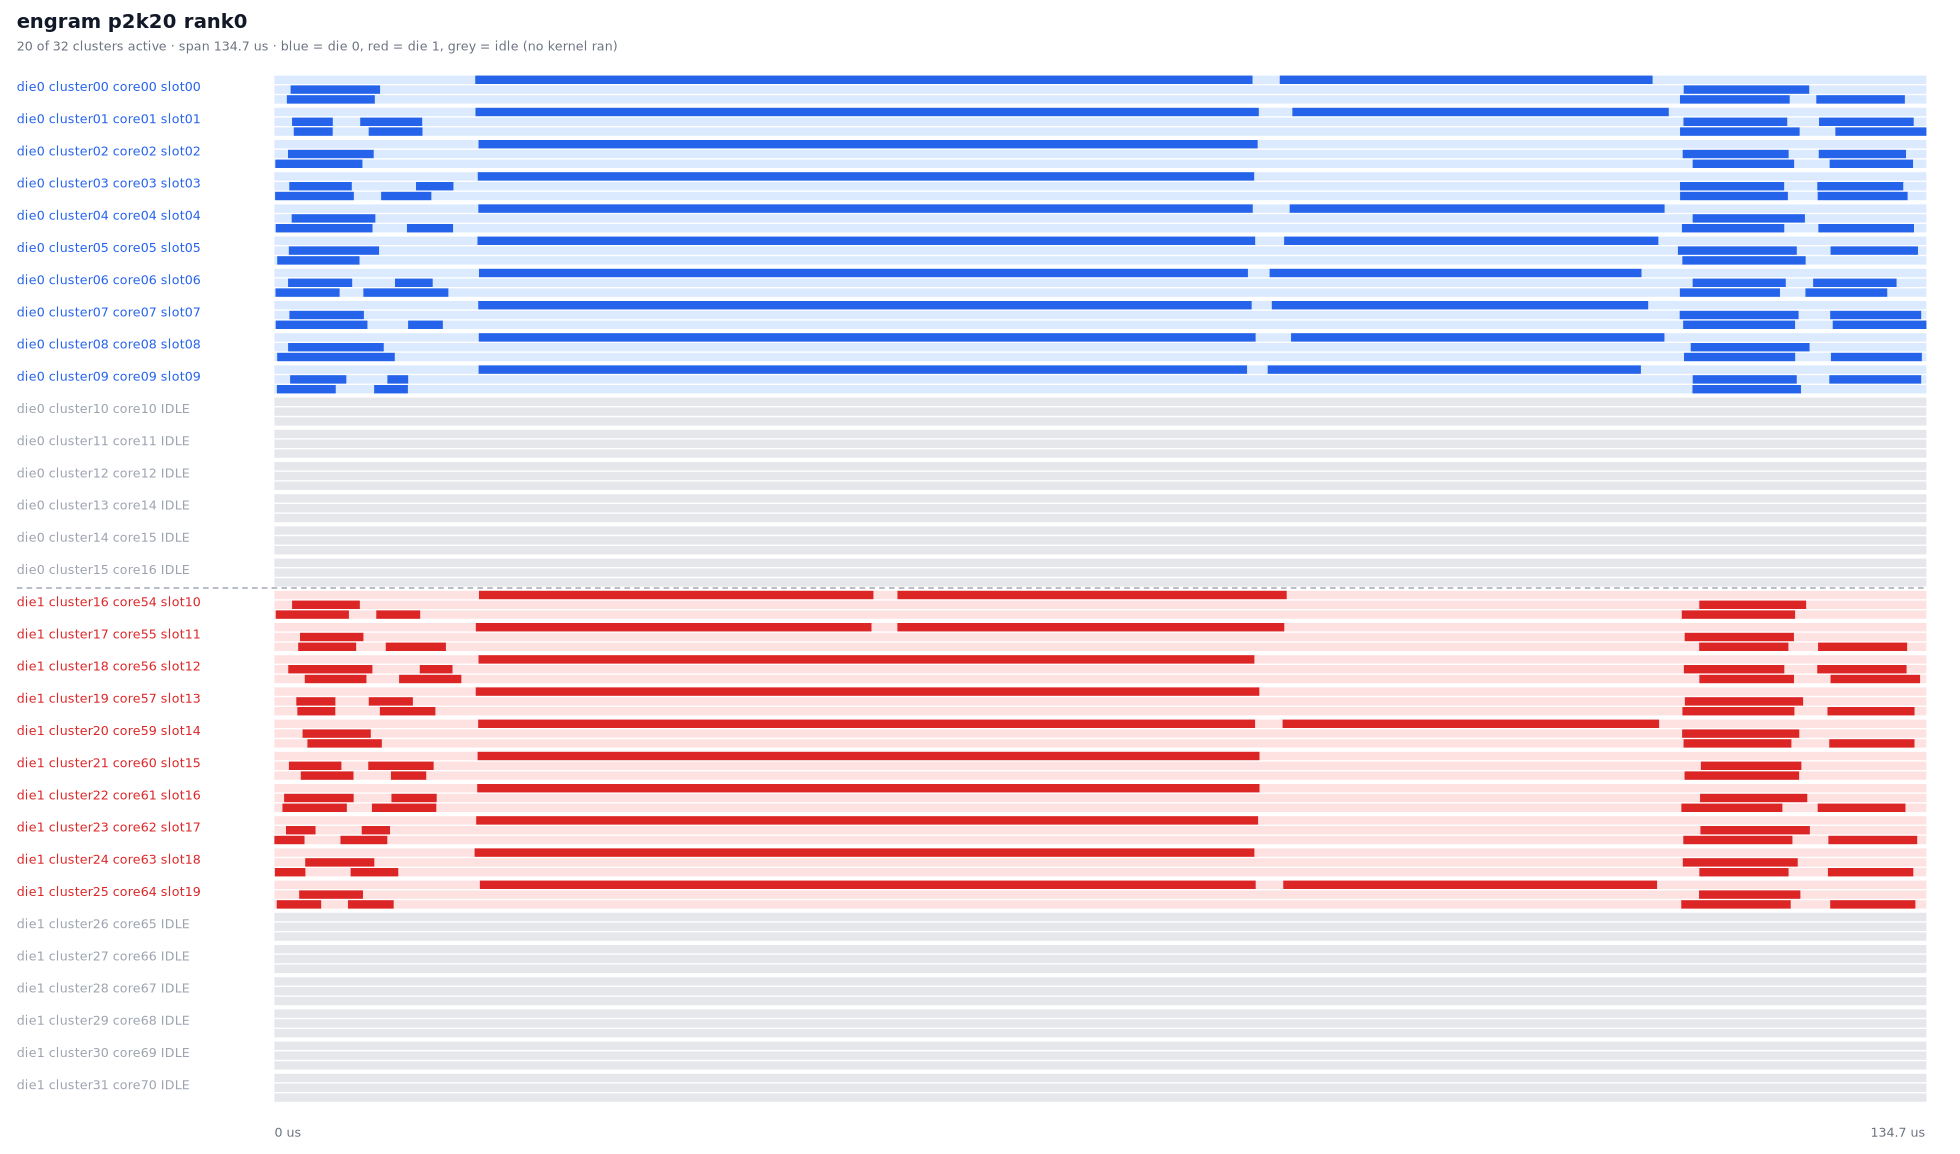 engram p2k20 rank0
20 of 32 clusters active · span 134.7 us · blue = die 0, red = die 1, grey = idle (no kernel ran)
die0 cluster00 core00 slot00
die0 cluster01 core01 slot01
die0 cluster02 core02 slot02
die0 cluster03 core03 slot03
die0 cluster04 core04 slot04
die0 cluster05 core05 slot05
die0 cluster06 core06 slot06
die0 cluster07 core07 slot07
die0 cluster08 core08 slot08
die0 cluster09 core09 slot09
die0 cluster10 core10 IDLE
die0 cluster11 core11 IDLE
die0 cluster12 core12 IDLE
die0 cluster13 core14 IDLE
die0 cluster14 core15 IDLE
die0 cluster15 core16 IDLE
die1 cluster16 core54 slot10
die1 cluster17 core55 slot11
die1 cluster18 core56 slot12
die1 cluster19 core57 slot13
die1 cluster20 core59 slot14
die1 cluster21 core60 slot15
die1 cluster22 core61 slot16
die1 cluster23 core62 slot17
die1 cluster24 core63 slot18
die1 cluster25 core64 slot19
die1 cluster26 core65 IDLE
die1 cluster27 core66 IDLE
die1 cluster28 core67 IDLE
die1 cluster29 core68 IDLE
die1 cluster30 core69 IDLE
die1 cluster31 core70 IDLE
0 us
134.7 us